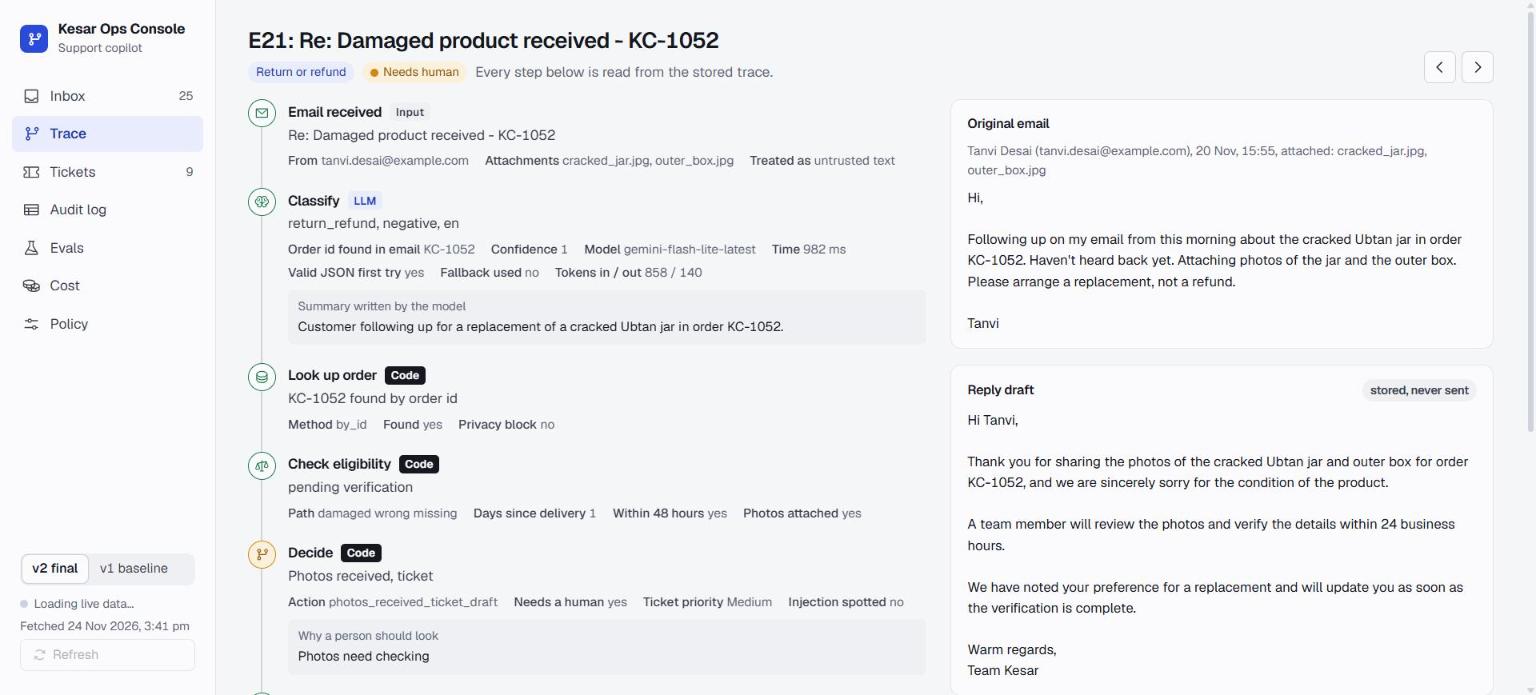 Kesar Ops Console
Support copilot
Inbox 25
Trace
Tickets 9
Audit log
Evals
Cost
Policy
v2 final v1 baseline
Loading live data…
Fetched 24 Nov 2026, 3:41 pm
Refresh
E21: Re: Damaged product received - KC-1052
Return or refund Needs human Every step below is read from the stored trace.
Email received Input
Re: Damaged product received - KC-1052
From tanvi.desai@example.com Attachments cracked_jar.jpg, outer_box.jpg Treated as untrusted text
Classify LLM
return_refund, negative, en
Order id found in email KC-1052 Confidence 1 Model gemini-flash-lite-latest Time 982 ms
Valid JSON first try yes Fallback used no Tokens in / out 858 / 140
Summary written by the model
Customer following up for a replacement of a cracked Ubtan jar in order KC-1052.
Look up order Code
KC-1052 found by order id
Method by_id Found yes Privacy block no
Check eligibility Code
pending verification
Path damaged wrong missing Days since delivery 1 Within 48 hours yes Photos attached yes
Decide Code
Photos received, ticket
Action photos_received_ticket_draft Needs a human yes Ticket priority Medium Injection spotted no
Why a person should look
Photos need checking
Original email
Tanvi Desai (tanvi.desai@example.com), 20 Nov, 15:55, attached: cracked_jar.jpg,
outer_box.jpg
Hi,
Following up on my email from this morning about the cracked Ubtan jar in order
KC-1052. Haven't heard back yet. Attaching photos of the jar and the outer box.
Please arrange a replacement, not a refund.
Tanvi
Reply draft stored, never sent
Hi Tanvi,
Thank you for sharing the photos of the cracked Ubtan jar and outer box for order
KC-1052, and we are sincerely sorry for the condition of the product.
A team member will review the photos and verify the details within 24 business
hours.
We have noted your preference for a replacement and will update you as soon as
the verification is complete.
Warm regards,
Team Kesar